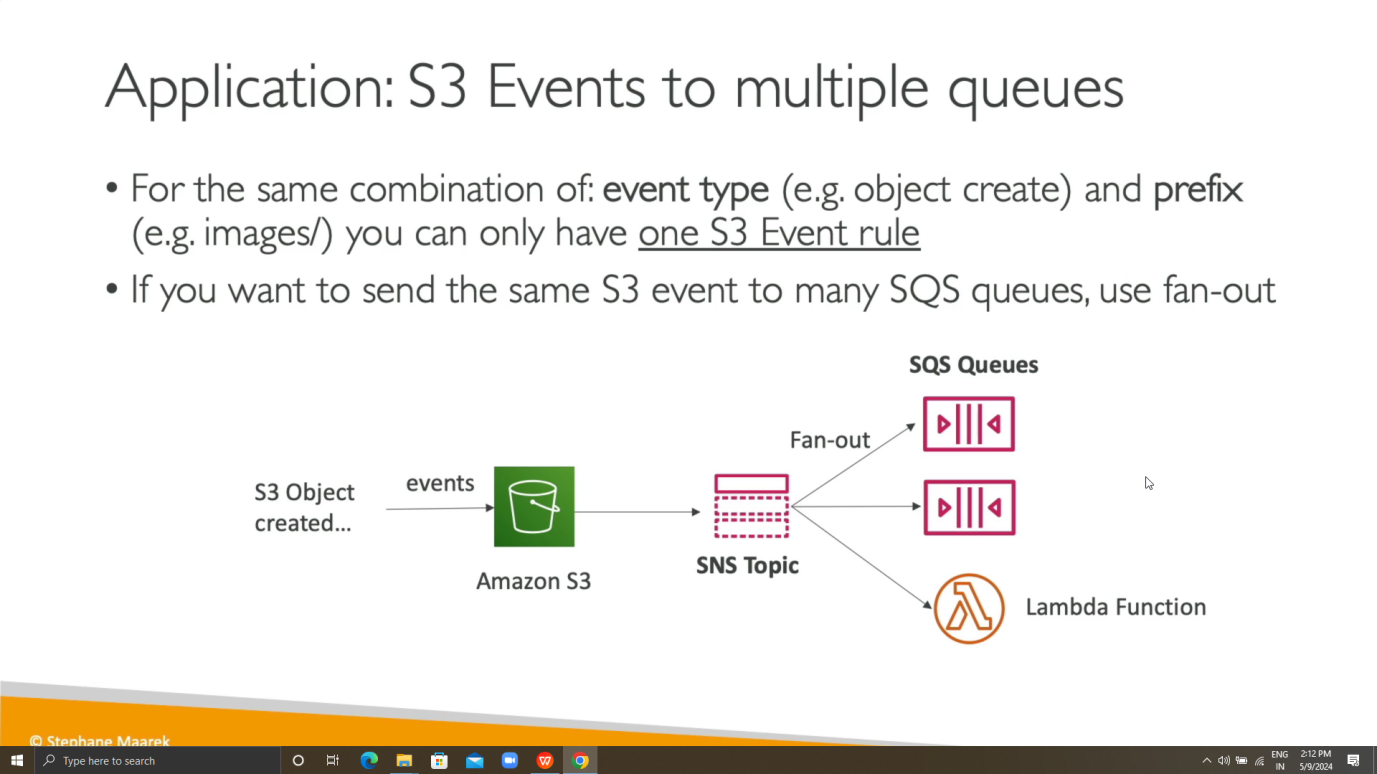 Application: S3 Events to multiple queues
• For the same combination of: event type (e.g. object create) and prefix
(e.g. images/) you can only have one S3 Event rule
• If you want to send the same S3 event to many SQS queues, use fan-out
SQS Queues
Fan-out
S3 Object
created...
events
SNS Topic
Amazon S3
Lambda Function
© Stephane Maarek
Type here to search
ENG
IN
2:12 PM
5/9/2024